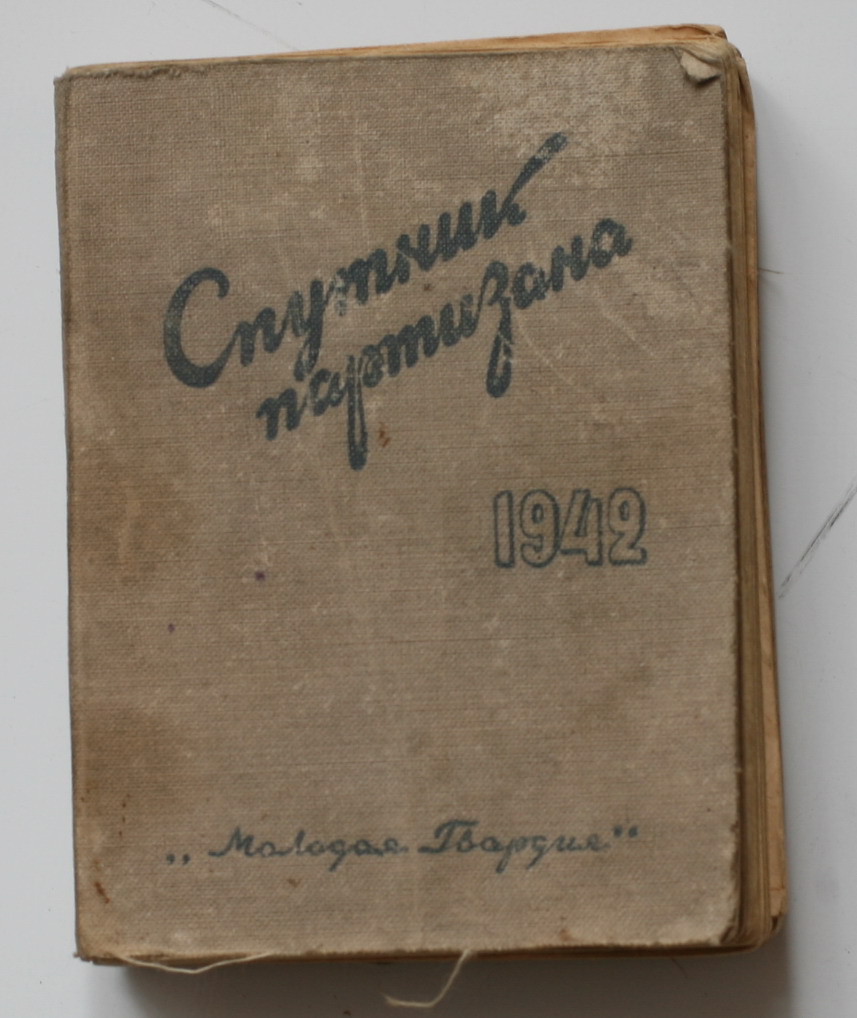 Спутник
партизана
1942
„Молодая Гвардия“